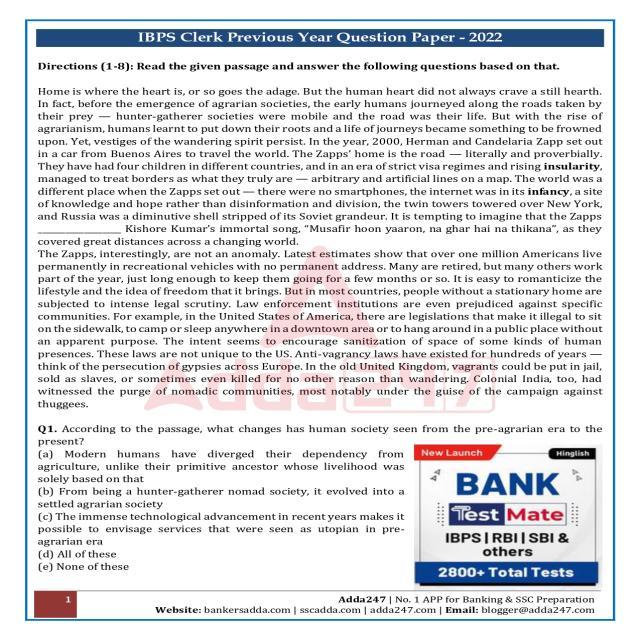 IBPS Clerk Previous Year Question Paper - 2022
Directions (1-8): Read the given passage and answer the following questions based on that.
Home is where the heart is, or so goes the adage. But the human heart did not always crave a still hearth.
In fact, before the emergence of agrarian societies, the early humans journeyed along the roads taken by
their prey — hunter-gatherer societies were mobile and the road was their life. But with the rise of
agrarianism, humans learnt to put down their roots and a life of journeys became something to be frowned
upon. Yet, vestiges of the wandering spirit persist. In the year, 2000, Herman and Candelaria Zapp set out
in a car from Buenos Aires to travel the world. The Zapps' home is the road — literally and proverbially.
They have had four children in different countries, and in an era of strict visa regimes and rising insularity,
managed to treat borders as what they truly are — arbitrary and artificial lines on a map. The world was a
different place when the Zapps set out — there were no smartphones, the internet was in its infancy, a site
of knowledge and hope rather than disinformation and division, the twin towers towered over New York,
and Russia was a diminutive shell stripped of its Soviet grandeur. It is tempting to imagine that the Zapps
________________ Kishore Kumar's immortal song, "Musafir hoon yaaron, na ghar hai na thikana", as they
covered great distances across a changing world.
The Zapps, interestingly, are not an anomaly. Latest estimates show that over one million Americans live
permanently in recreational vehicles with no permanent address. Many are retired, but many others work
part of the year, just long enough to keep them going for a few months or so. It is easy to romanticize the
lifestyle and the idea of freedom that it brings. But in most countries, people without a stationary home are
subjected to intense legal scrutiny. Law enforcement institutions are even prejudiced against specific
communities. For example, in the United States of America, there are legislations that make it illegal to sit
on the sidewalk, to camp or sleep anywhere in a downtown area or to hang around in a public place without
an apparent purpose. The intent seems to encourage sanitization of space of some kinds of human
presences. These laws are not unique to the US. Anti-vagrancy laws have existed for hundreds of years —
think of the persecution of gypsies across Europe. In the old United Kingdom, vagrants could be put in jail,
sold as slaves, or sometimes even killed for no other reason than wandering. Colonial India, too, had
witnessed the purge of nomadic communities, most notably under the guise of the campaign against
thuggees.
Adda247
Q1. According to the passage, what changes has human society seen from the pre-agrarian era to the
present?
(a) Modern humans have diverged their dependency from
agriculture, unlike their primitive ancestor whose livelihood was
solely based on that
(b) From being a hunter-gatherer nomad society, it evolved into a
settled agrarian society
(c) The immense technological advancement in recent years makes it
possible to envisage services that were seen as utopian in pre-
agrarian era
(d) All of these
(e) None of these
New Launch
Hinglish
BANK
Test Mate
IBPS | RBI | SBI &
others
2800+ Total Tests
1
Adda247 | No. 1 APP for Banking & SSC Preparation
Website: bankersadda.com | sscadda.com | adda247.com | Email: blogger@adda247.com